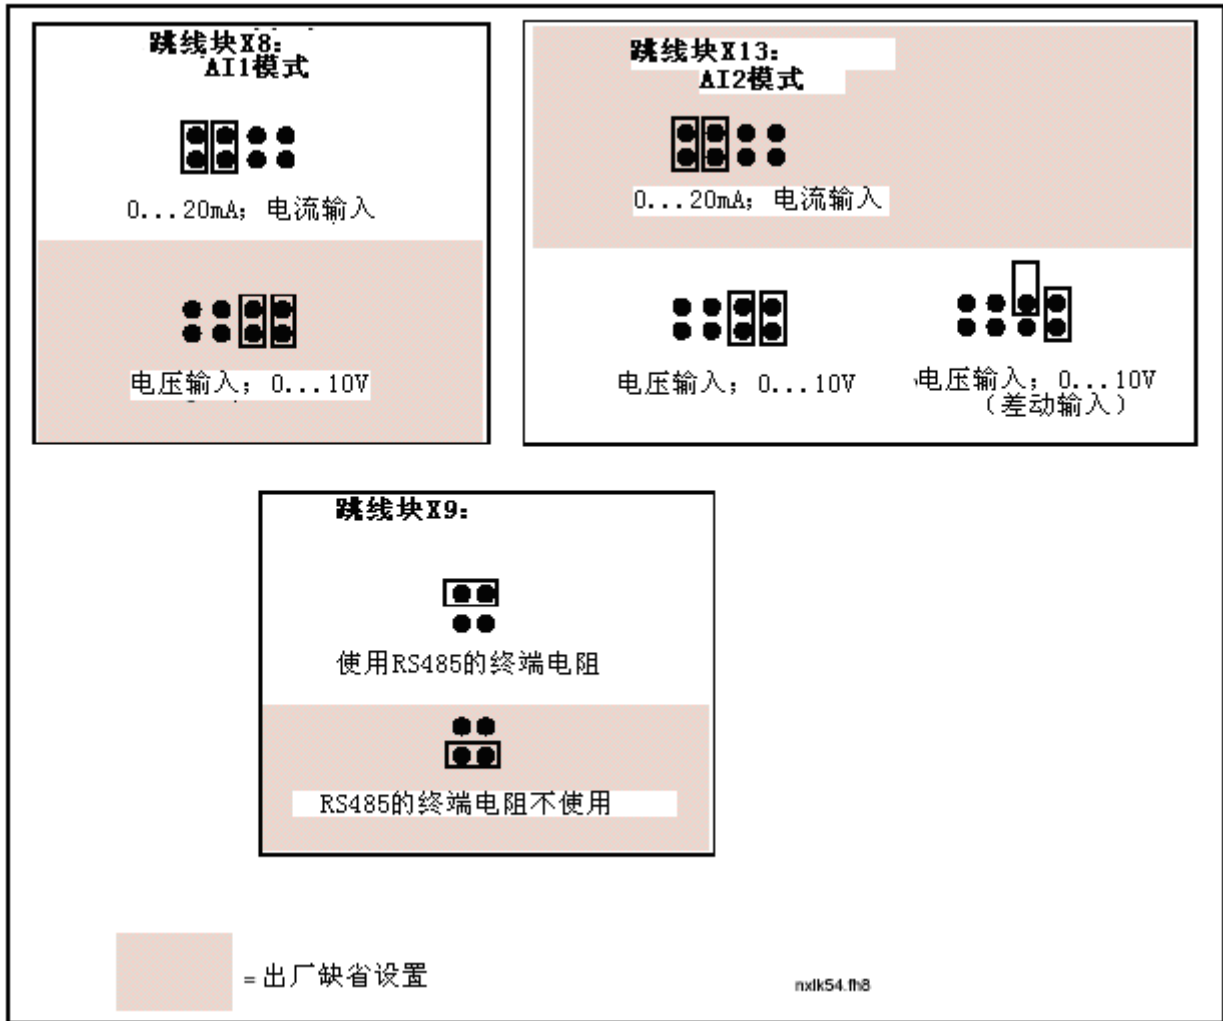 跳线块X8:
AI1模式
0...20mA; 电流输入
电压输入; 0...10V
跳线块X13:
AI2模式
0...20mA; 电流输入
电压输入; 0...10V
电压输入; 0...10V
(差动输入)
跳线块X9:
使用RS485的终端电阻
RS485的终端电阻不使用
= 出厂缺省设置
nxlk54.fh8